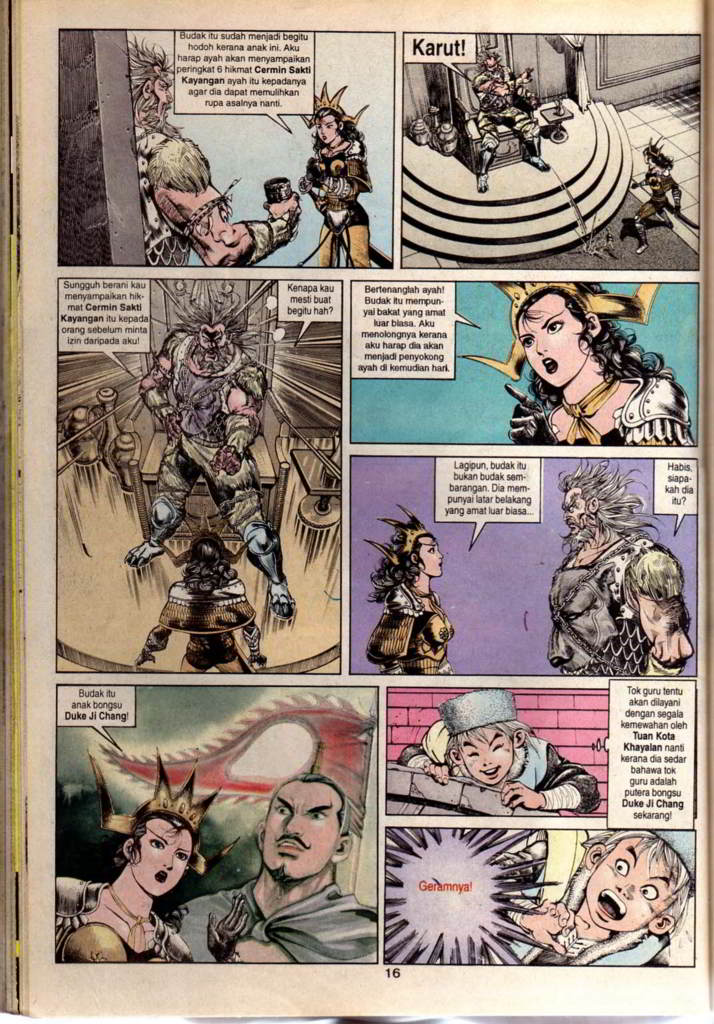 Budak itu sudah menjadi begitu
hodoh kerana anak ini. Aku
harap ayah akan menyampaikan
peringkat 6 hikmat Cermin Sakti
Kayangan ayah itu kepadanya
agar dia dapat memulihkan
rupa asalnya nanti.
Karut!
Sungguh berani kau
menyampaikan hik-
mat Cermin Sakti
Kayangan itu kepada
orang sebelum minta
izin daripada aku!
Kenapa kau
mesti buat
begitu hah?
Bertenanglah ayah!
Budak itu mempun-
yai bakat yang amat
luar biasa. Aku
menolongnya kerana
aku harap dia akan
menjadi penyokong
ayah di kemudian hari.
Lagipun, budak itu
bukan budak sem-
barangan. Dia mem-
punyai latar belakang
yang amat luar biasa...
Habis,
siapa-
kah dia
itu?
Budak itu
anak bongsu
Duke Ji Chang!
Tok guru tentu
akan dilayani
dengan segala
kemewahan oleh
Tuan Kota
Khayalan nanti
kerana dia sedar
bahawa tok
guru adalah
putera bongsu
Duke Ji Chang
sekarang!
Geramnya!
16